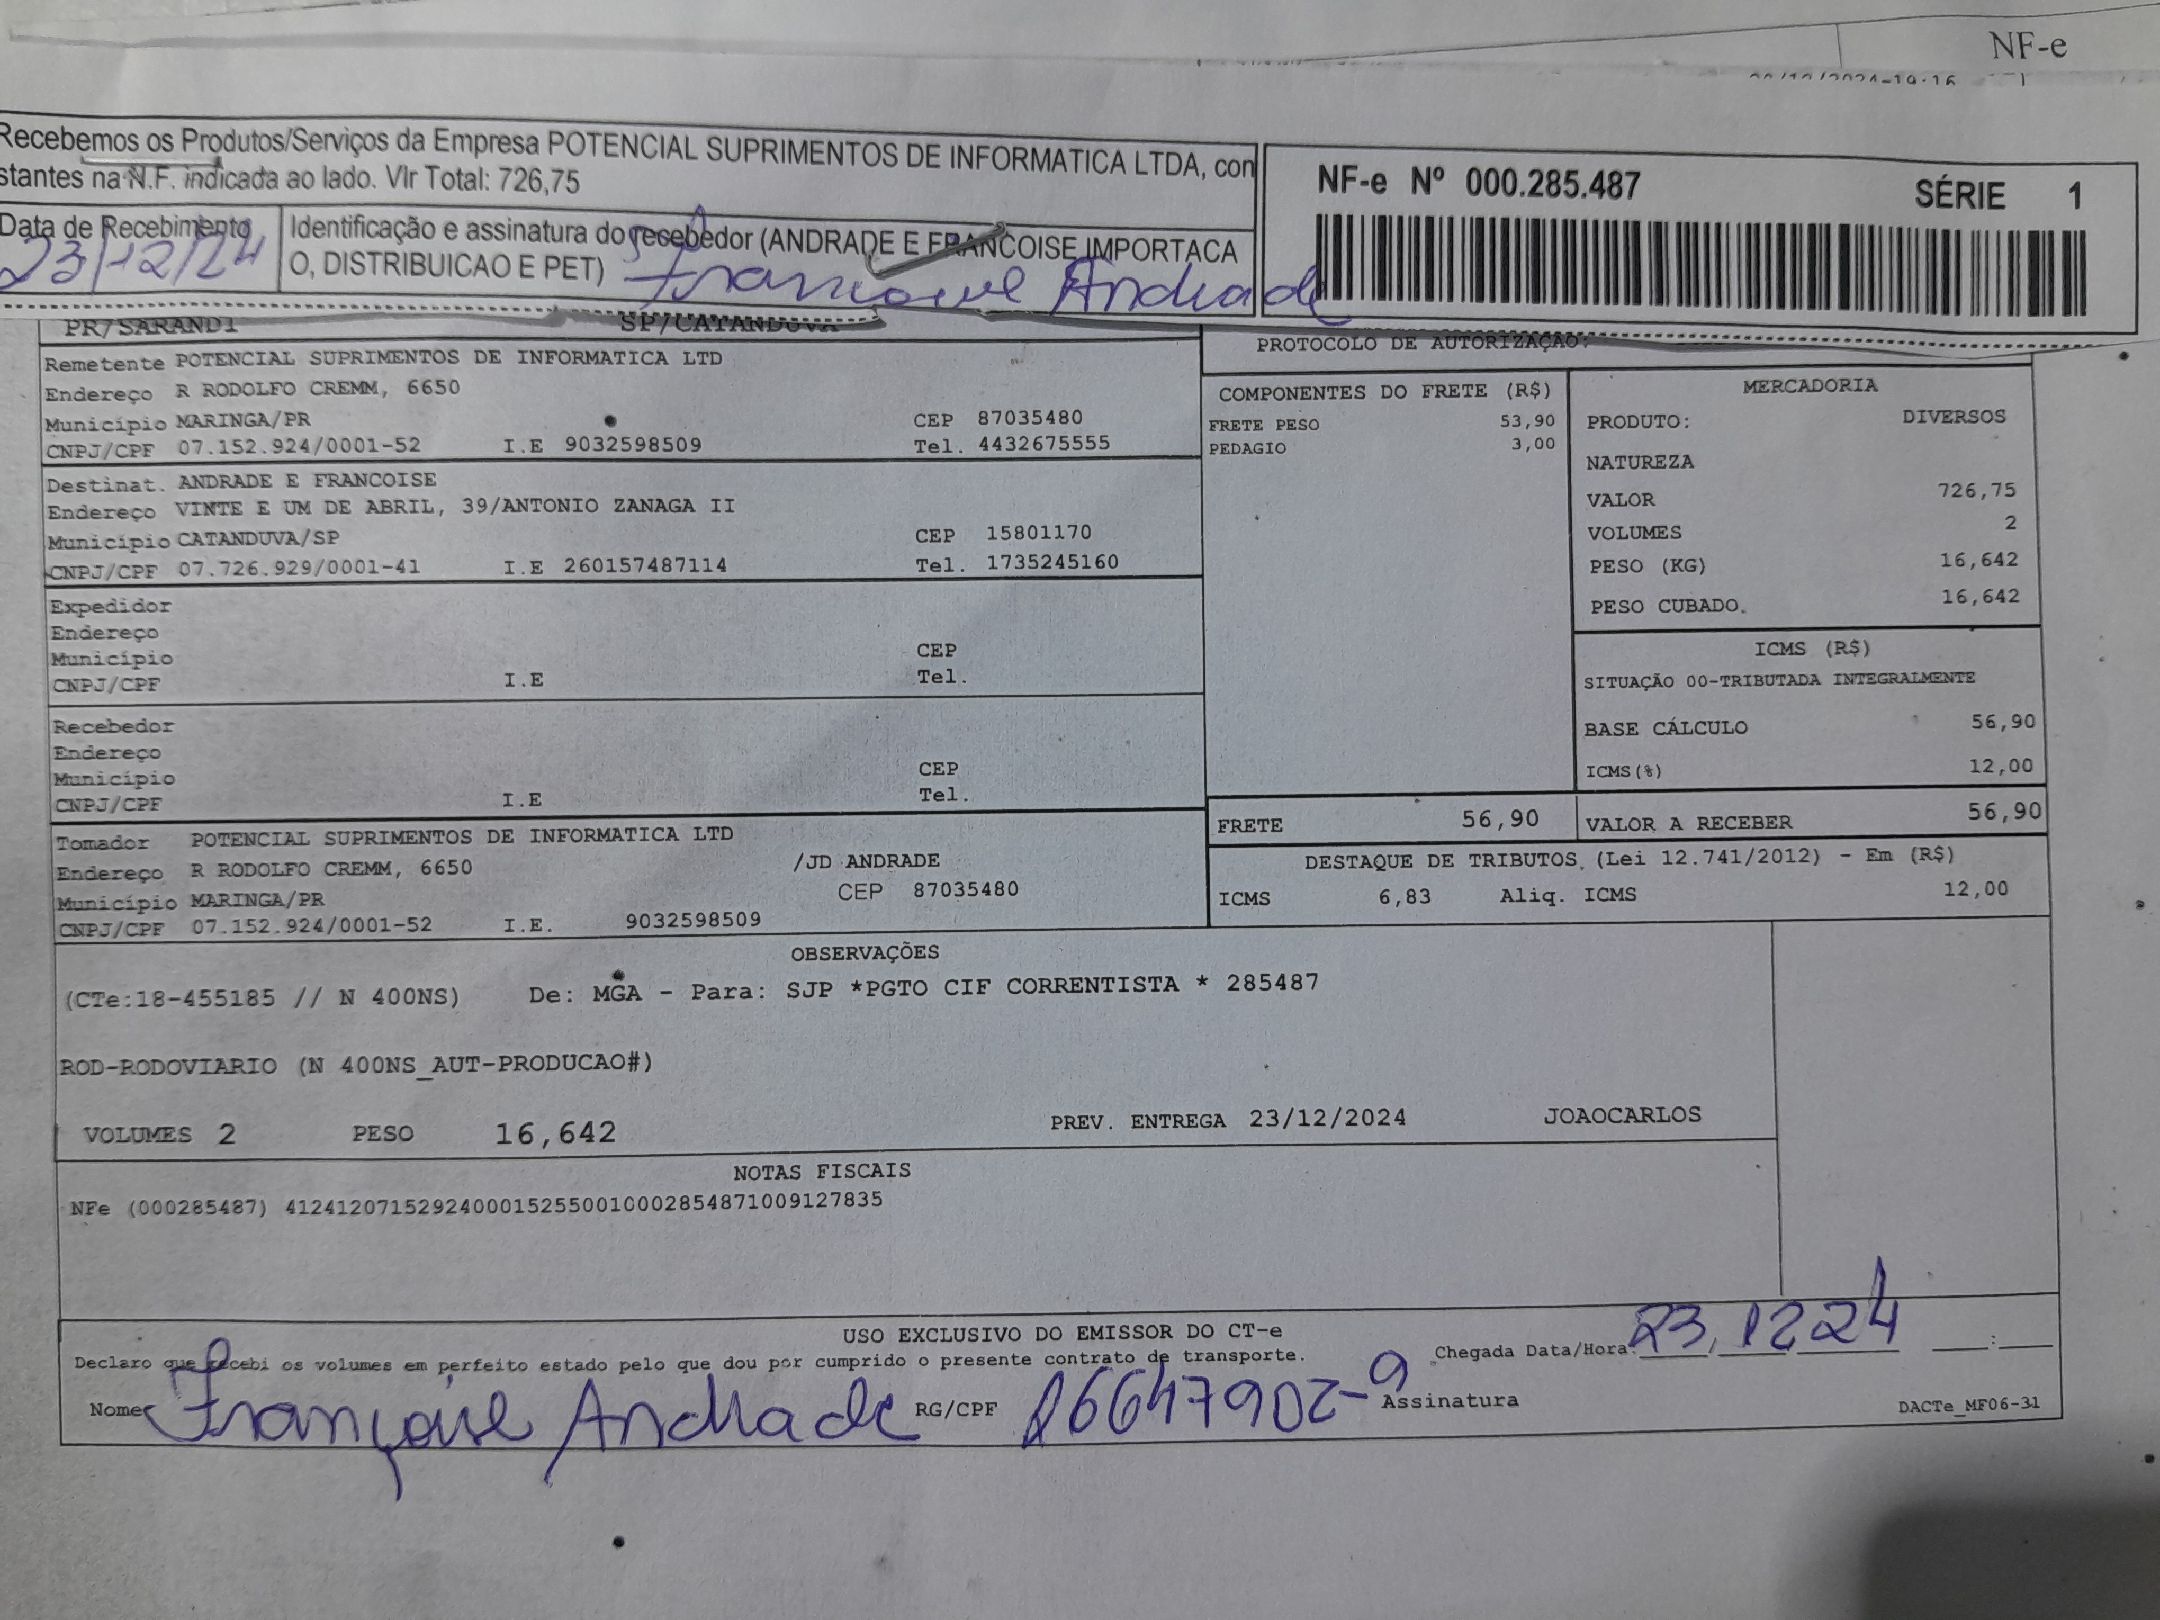 NF-e
Recebemos os Produtos/Serviços da Empresa POTENCIAL SUPRIMENTOS DE INFORMATICA LTDA, con
stantes na N.F. indicada ao lado. Vlr Total: 726,75
NF-e Nº 000.285.487 SÉRIE 1
Data de Recebimento
23/12/24
Identificação e assinatura do recebedor (ANDRADE E FRANCOISE IMPORTACA
O, DISTRIBUICAO E PET)
Françoise Andrade
PR/SARANDI SP/CATANDUVA
PROTOCOLO DE AUTORIZAÇÃO:
Remetente POTENCIAL SUPRIMENTOS DE INFORMATICA LTD
Endereço R RODOLFO CREMM, 6650
Município MARINGA/PR CEP 87035480
CNPJ/CPF 07.152.924/0001-52 I.E 9032598509 Tel. 4432675555
Destinat. ANDRADE E FRANCOISE
Endereço VINTE E UM DE ABRIL, 39/ANTONIO ZANAGA II
Município CATANDUVA/SP CEP 15801170
CNPJ/CPF 07.726.929/0001-41 I.E 260157487114 Tel. 1735245160
Expedidor
Endereço
Município CEP
CNPJ/CPF I.E Tel.
Recebedor
Endereço
Município CEP
CNPJ/CPF I.E Tel.
Tomador POTENCIAL SUPRIMENTOS DE INFORMATICA LTD
Endereço R RODOLFO CREMM, 6650 /JD ANDRADE
Município MARINGA/PR CEP 87035480
CNPJ/CPF 07.152.924/0001-52 I.E. 9032598509
COMPONENTES DO FRETE (R$)
FRETE PESO 53,90
PEDAGIO 3,00
MERCADORIA
PRODUTO: DIVERSOS
NATUREZA
VALOR 726,75
VOLUMES 2
PESO (KG) 16,642
PESO CUBADO. 16,642
ICMS (R$)
SITUAÇÃO 00-TRIBUTADA INTEGRALMENTE
BASE CÁLCULO 56,90
ICMS(%) 12,00
FRETE 56,90 VALOR A RECEBER 56,90
DESTAQUE DE TRIBUTOS (Lei 12.741/2012) - Em (R$)
ICMS 6,83 Aliq. ICMS 12,00
OBSERVAÇÕES
(CTe:18-455185 // N 400NS) De: MGA - Para: SJP *PGTO CIF CORRENTISTA * 285487
ROD-RODOVIARIO (N 400NS_AUT-PRODUCAO#)
VOLUMES 2 PESO 16,642 PREV. ENTREGA 23/12/2024 JOAOCARLOS
NOTAS FISCAIS
NFe (000285487) 41241207152924000152550010002854871009127835
USO EXCLUSIVO DO EMISSOR DO CT-e
Declaro que recebi os volumes em perfeito estado pelo que dou por cumprido o presente contrato de transporte. Chegada Data/Hora: 23/12/24 :
Nome Françoise Andrade RG/CPF 16647902-9 Assinatura DACTe_MF06-31